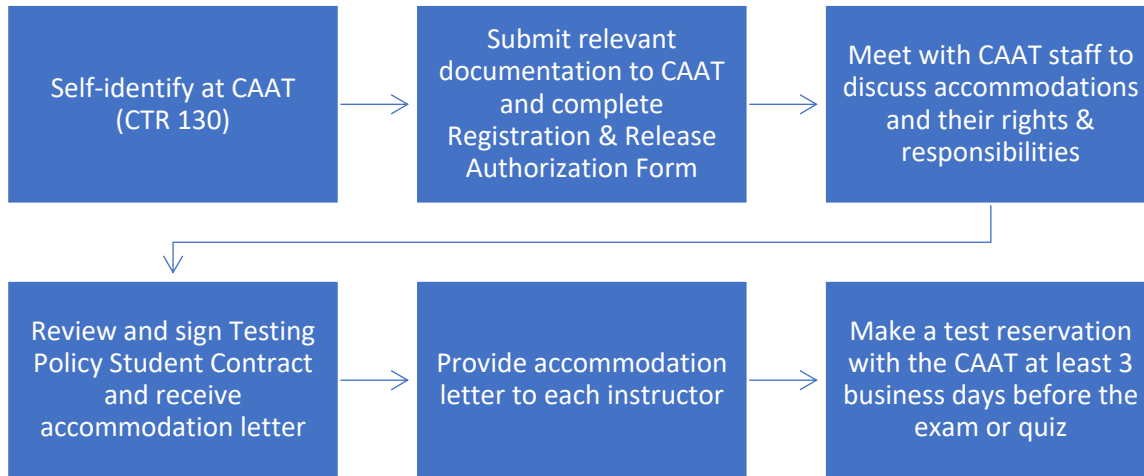 Self-identify at CAAT
(CTR 130)
Submit relevant
documentation to CAAT
and complete
Registration & Release
Authorization Form
Meet with CAAT staff to
discuss accommodations
and their rights &
responsibilities
Review and sign Testing
Policy Student Contract
and receive
accommodation letter
Provide accommodation
letter to each instructor
Make a test reservation
with the CAAT at least 3
business days before the
exam or quiz